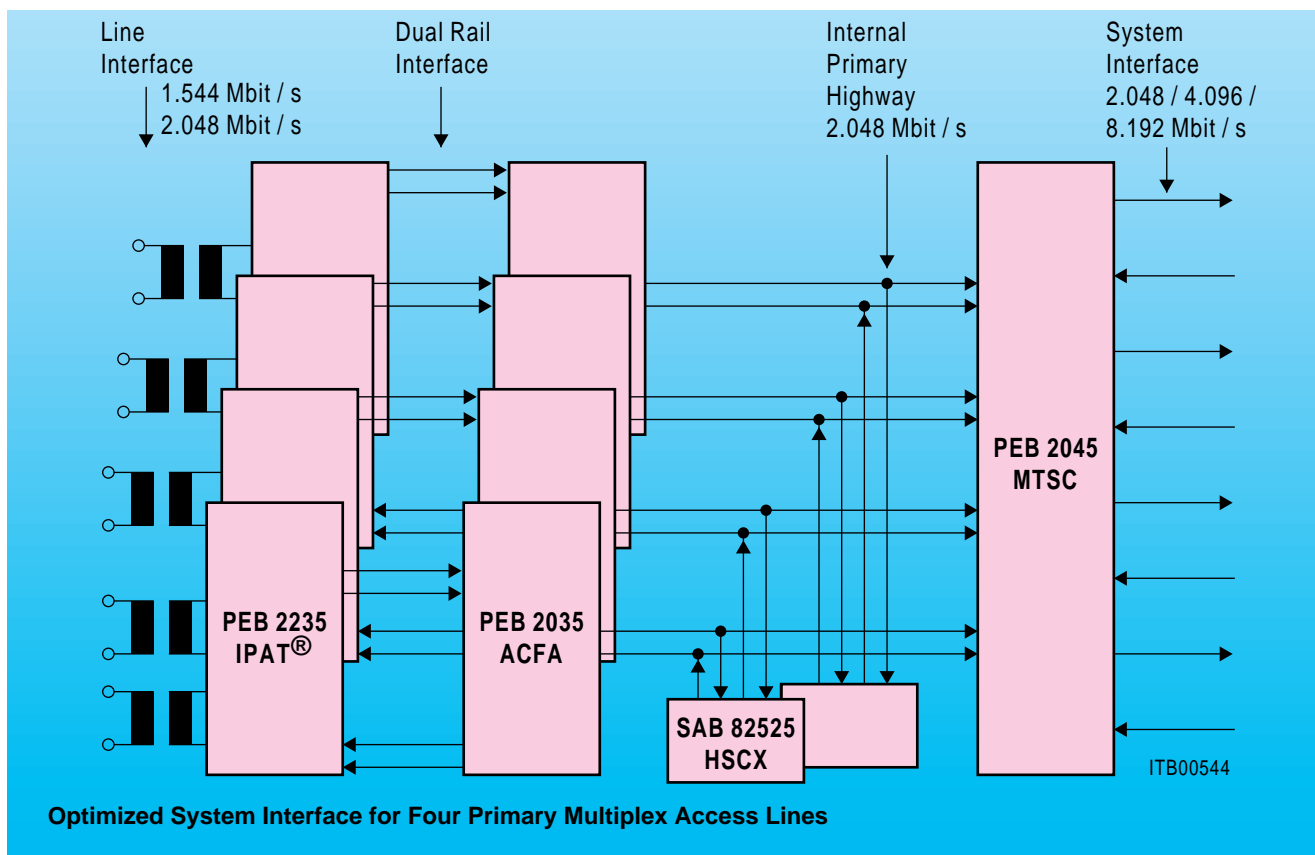 Line
Interface
1.544 Mbit / s
2.048 Mbit / s
Dual Rail
Interface
Internal
Primary
Highway
2.048 Mbit / s
System
Interface
2.048 / 4.096 /
8.192 Mbit / s
PEB 2235
IPAT®
PEB 2035
ACFA
SAB 82525
HSCX
PEB 2045
MTSC
ITB00544
Optimized System Interface for Four Primary Multiplex Access Lines